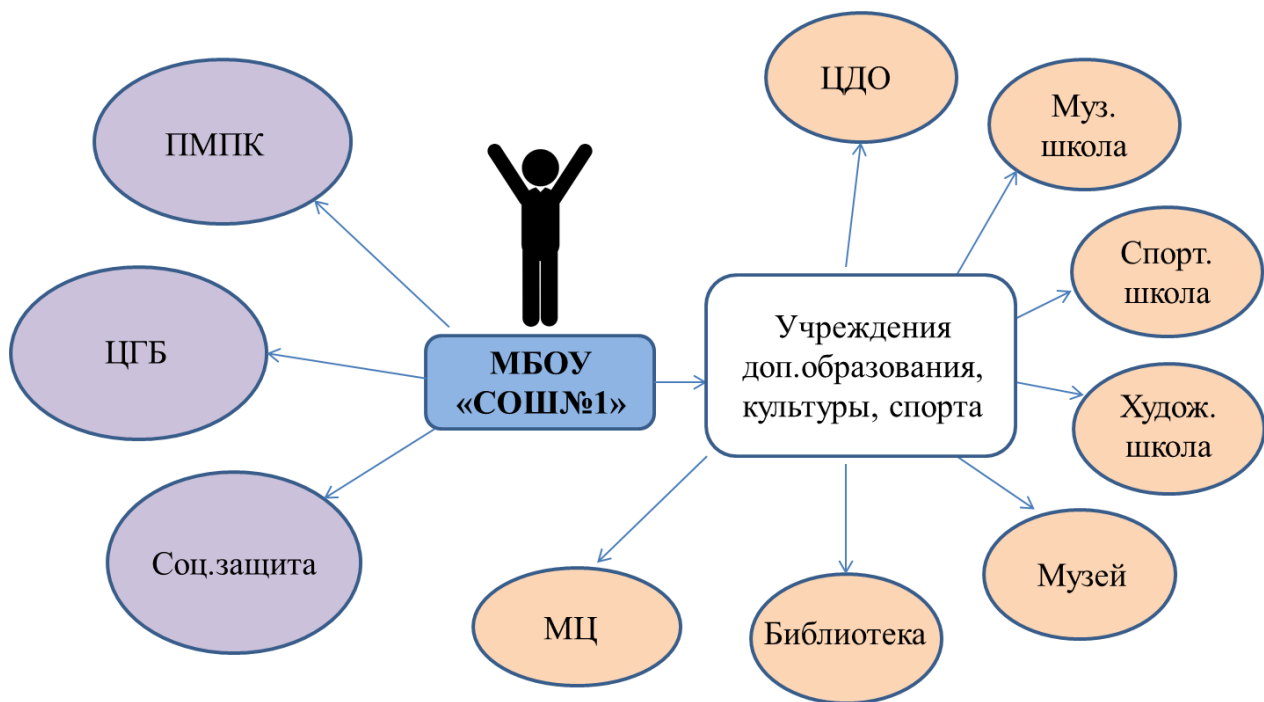 ЦДО
Муз.
школа
ПМПК
Спорт.
школа
ЦГБ
МБОУ
«СОШ№1»
Учреждения
доп.образования,
культуры, спорта
Худож.
школа
Соц.защита
Музей
МЦ
Библиотека